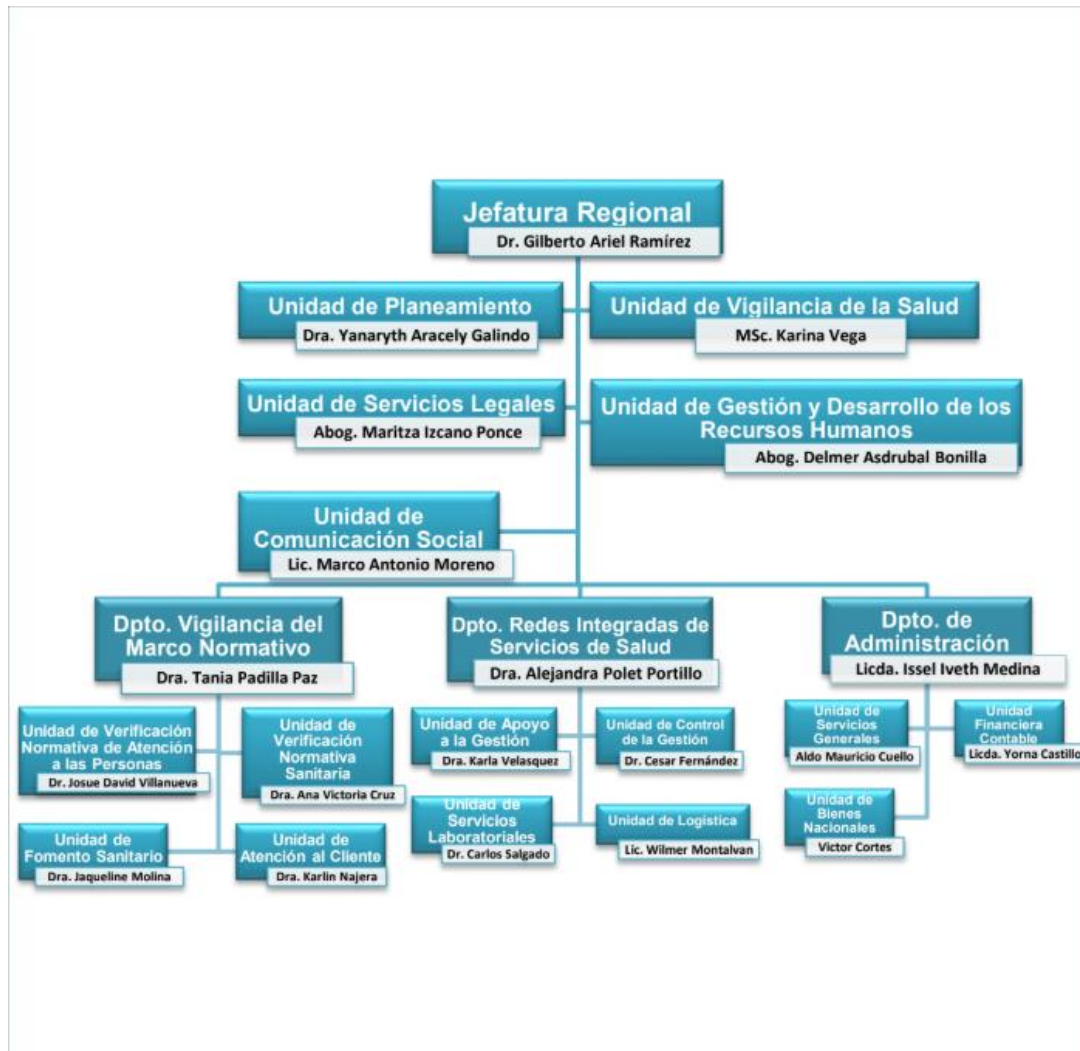 Jefatura Regional
Dr. Gilberto Ariel Ramírez
Unidad de Planeamiento
Dra. Yanaryth Aracely Galindo
Unidad de Vigilancia de la Salud
MSc. Karina Vega
Unidad de Servicios Legales
Abog. Maritza Izcano Ponce
Unidad de Gestión y Desarrollo de los
Recursos Humanos
Abog. Delmer Asdrubal Bonilla
Unidad de
Comunicación Social
Lic. Marco Antonio Moreno
Dpto. Vigilancia del
Marco Normativo
Dra. Tania Padilla Paz
Dpto. Redes Integradas de
Servicios de Salud
Dra. Alejandra Polet Portillo
Dpto. de
Administración
Licda. Issel Iveth Medina
Unidad de Verificación
Normativa de Atención
a las Personas
Dr. Josue David Villanueva
Unidad de
Verificación
Normativa
Sanitaria
Dra. Ana Victoria Cruz
Unidad de Apoyo
a la Gestión
Dra. Karla Velasquez
Unidad de Control
de la Gestión
Dr. Cesar Fernández
Unidad de
Servicios
Generales
Aldo Mauricio Cuello
Unidad
Financiera
Contable
Licda. Yorna Castillo
Unidad de
Fomento Sanitario
Dra. Jaqueline Molina
Unidad de
Atención al Cliente
Dra. Karlin Najera
Unidad de
Servicios
Laboratoriales
Dr. Carlos Salgado
Unidad de Logística
Lic. Wilmer Montalvan
Unidad de
Bienes
Nacionales
Victor Cortes